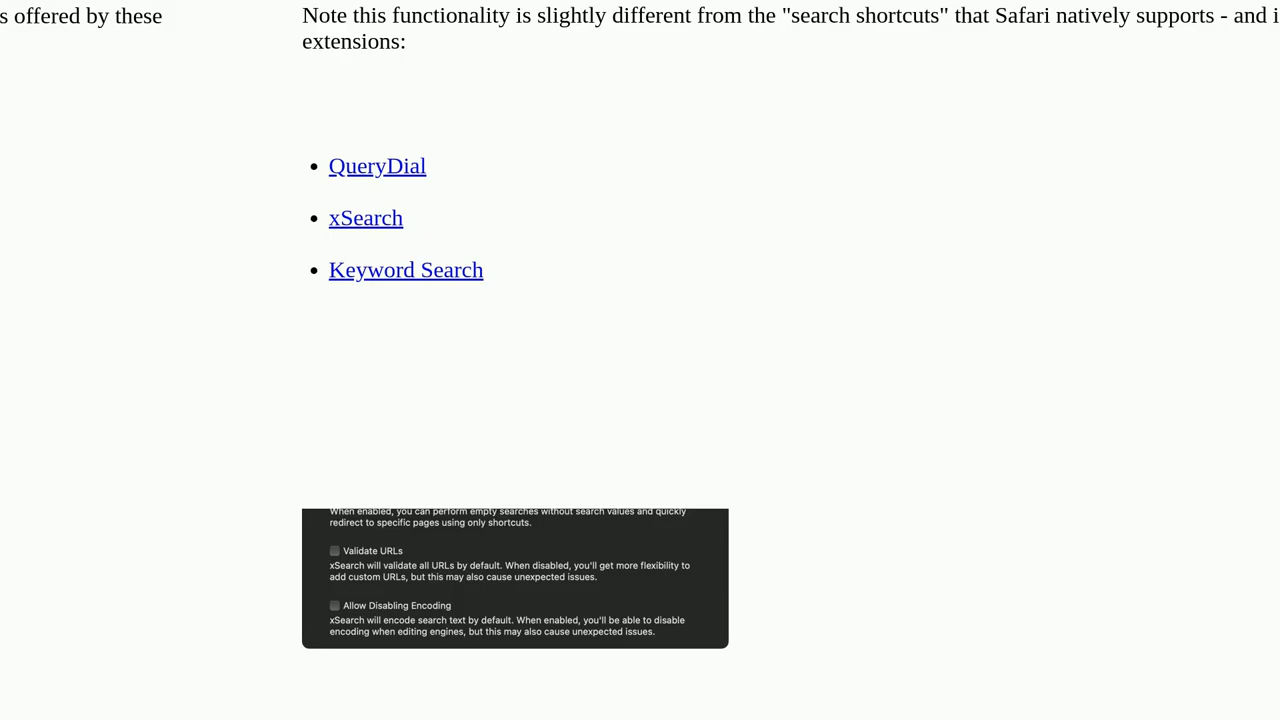 s offered by these
Note this functionality is slightly different from the "search shortcuts" that Safari natively supports - and i
extensions:
QueryDial
xSearch
Keyword Search
When enabled, you can perform empty searches without search values and quickly
redirect to specific pages using only shortcuts.
Validate URLs
xSearch will validate all URLs by default. When disabled, you'll get more flexibility to
add custom URLs, but this may also cause unexpected issues.
Allow Disabling Encoding
xSearch will encode search text by default. When enabled, you'll be able to disable
encoding when editing engines, but this may also cause unexpected issues.